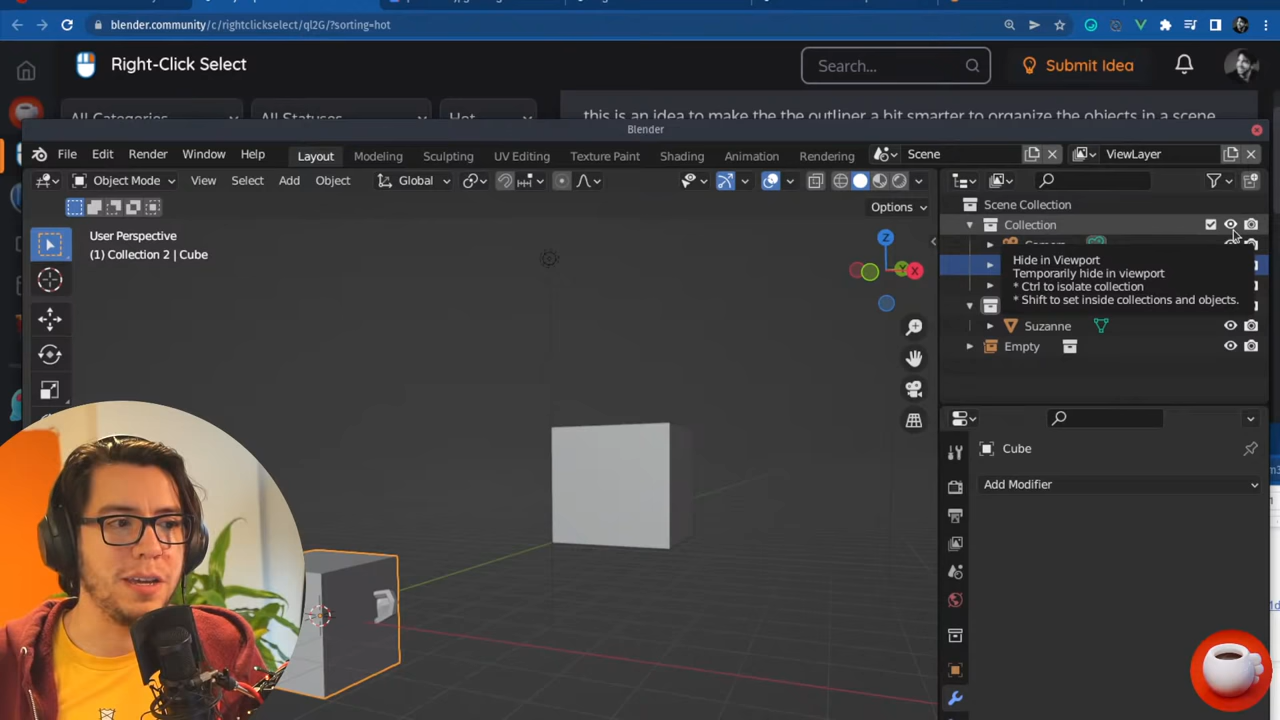 blender.community/c/rightclickselect/ql2G/?sorting=hot
Right-Click Select
Search...
Submit Idea
All Categories
All Statuses
Hot
this is an idea to make the the outliner a bit smarter to organize the objects in a scene
Blender
File Edit Render Window Help Layout Modeling Sculpting UV Editing Texture Paint Shading Animation Rendering Scene ViewLayer
Object Mode View Select Add Object Global
Options
User Perspective
(1) Collection 2 | Cube
Z
Y
X
Scene Collection
Collection
Camera
Hide in Viewport
Temporarily hide in viewport
* Ctrl to isolate collection
* Shift to set inside collections and objects.
Suzanne
Empty
Cube
Add Modifier